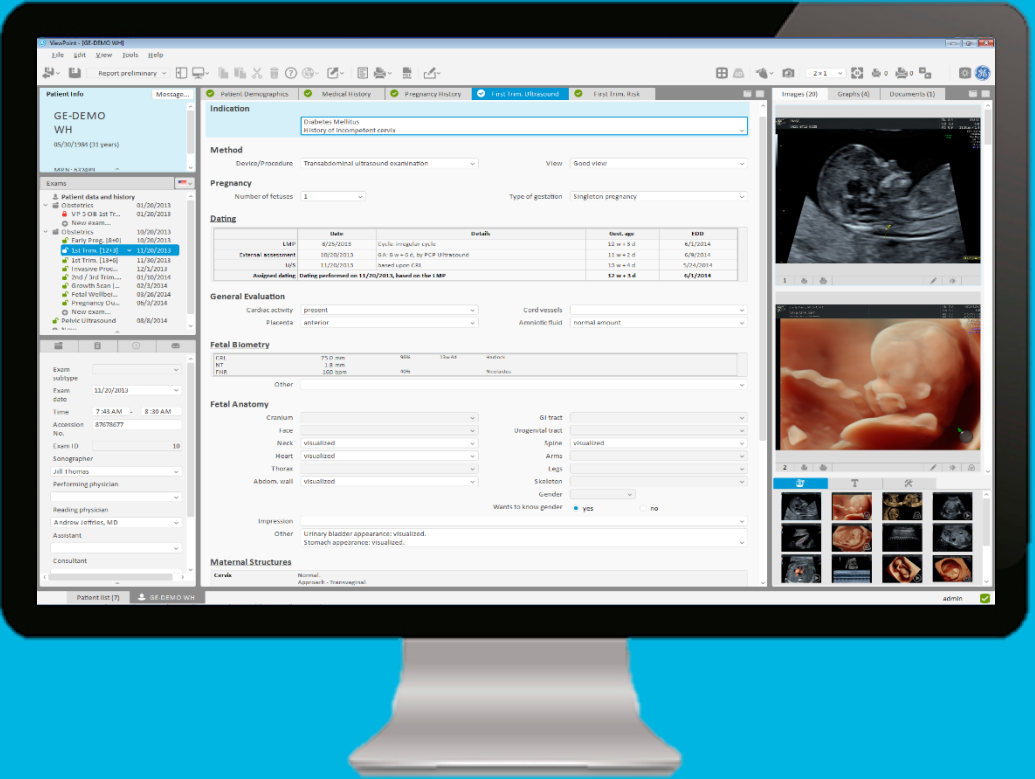 ViewPoint - [GE-DEMO WH]
File Edit View Tools Help
Report preliminary
2×1
0
0
Patient Info Message...
GE-DEMO
WH
05/30/1984 (31 years)
Exams
Patient data and history
Obstetrics 01/20/2013
VP 5 OB 1st Tr... 01/20/2013
New exam...
Obstetrics 10/20/2013
Early Preg. [8+6] 10/20/2013
1st Trim. [12+3] 11/20/2013
1st Trim. [13+6] 11/30/2013
Invasive Proc... 12/1/2013
2nd / 3rd Trim.... 01/10/2014
Growth Scan (... 02/3/2014
Fetal Wellbei... 03/26/2014
Pregnancy Ou... 06/3/2014
New exam...
Pelvic Ultrasound 08/8/2014
Exam subtype
Exam date 11/20/2013
Time 7:43 AM - 8:30 AM
Accession No. 87678677
Exam ID 10
Sonographer
Jill Thomas
Performing physician
Reading physician
Andrew Joffries, MD
Assistant
Consultant
Patient Demographics Medical History Pregnancy History First Trim. Ultrasound First Trim. Risk
Indication
Diabetes Mellitus
History of Incompetent cervix
Method
Device/Procedure Transabdominal ultrasound examination View Good view
Pregnancy
Number of fetuses 1 Type of gestation Singleton pregnancy
Dating
Date Details Gest. age EDD
LMP 8/25/2013 Cycle: irregular cycle 12 w + 3 d 6/1/2014
External assessment 10/20/2013 GA: 8 w + 0 d, by PCP Ultrasound 11 w + 2 d 6/9/2014
U/S 11/20/2013 based upon CRL 13 w + 4 d 5/24/2014
Assigned dating Dating performed on 11/20/2013, based on the LMP 12 w + 3 d 6/1/2014
General Evaluation
Cardiac activity present Cord vessels
Placenta anterior Amniotic fluid normal amount
Fetal Biometry
CRL 75.0 mm
NT 1.8 mm
FHR 160 bpm
Other
Fetal Anatomy
Cranium GI tract
Face Urogenital tract
Neck visualized Spine visualized
Heart visualized Arms
Thorax Legs
Abdom. wall visualized Skeleton
Gender
Wants to know gender yes no
Impression
Other Urinary bladder appearance: visualized.
Stomach appearance: visualized.
Maternal Structures
Cervix Normal.
Approach - Transvaginal
Images (20) Graphs (4) Documents (1)
1
2
T
Patient list (7) GE-DEMO WH
admin